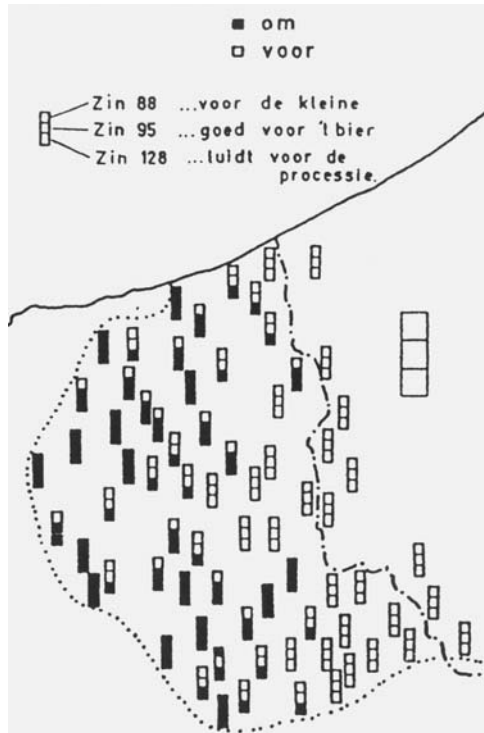 om
voor
Zin 88 ...voor de kleine
Zin 95 ...goed voor 't bier
Zin 128 ...luidt voor de
processie.